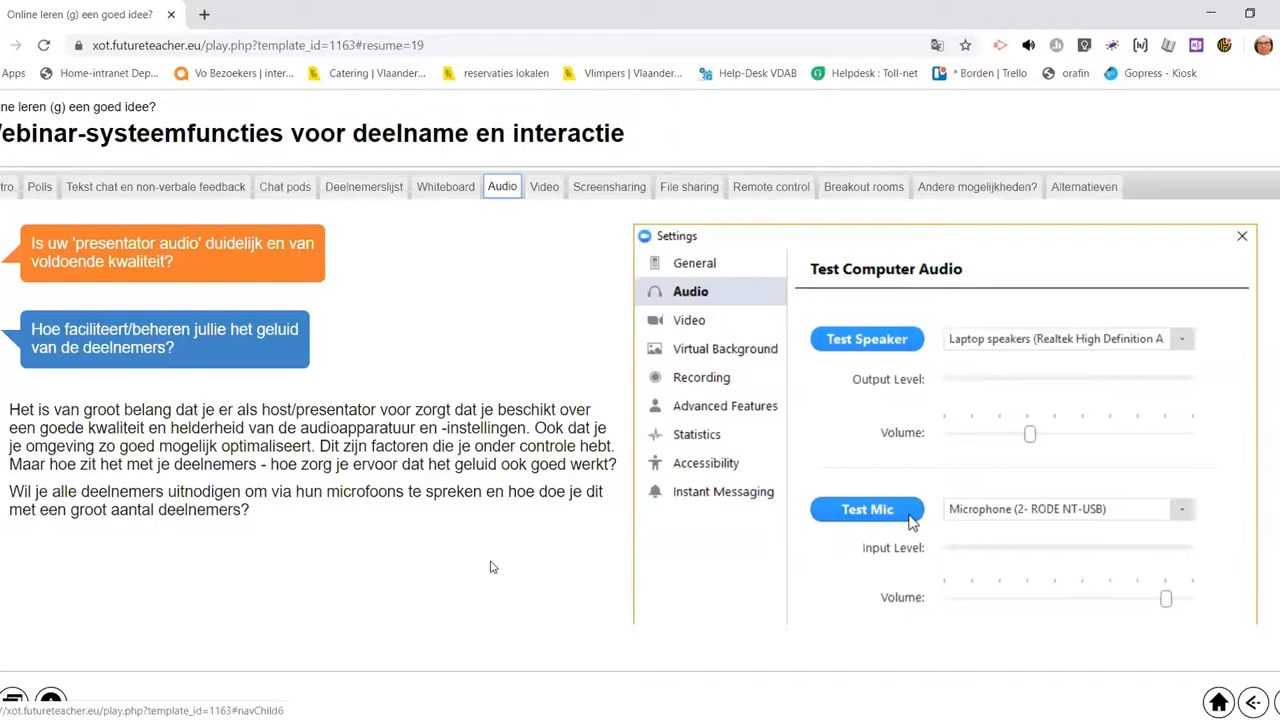 Online leren (g) een goed idee?
xot.futureteacher.eu/play.php?template_id=1163#resume=19
Apps Home-intranet Dep... Vo Bezoekers | inter... Catering | Vlaander... reservaties lokalen Vlimpers | Vlaander... Help-Desk VDAB Helpdesk : Toll-net * Borden | Trello orafin Gopress - Kiosk
ne leren (g) een goed idee?
ebinar-systeemfuncties voor deelname en interactie
tro Polls Tekst chat en non-verbale feedback Chat pods Deelnemerslijst Whiteboard Audio Video Screensharing File sharing Remote control Breakout rooms Andere mogelijkheden? Alternatieven
Is uw 'presentator audio' duidelijk en van
voldoende kwaliteit?
Hoe faciliteert/beheren jullie het geluid
van de deelnemers?
Het is van groot belang dat je er als host/presentator voor zorgt dat je beschikt over
een goede kwaliteit en helderheid van de audioapparatuur en -instellingen. Ook dat je
je omgeving zo goed mogelijk optimaliseert. Dit zijn factoren die je onder controle hebt.
Maar hoe zit het met je deelnemers - hoe zorg je ervoor dat het geluid ook goed werkt?
Wil je alle deelnemers uitnodigen om via hun microfoons te spreken en hoe doe je dit
met een groot aantal deelnemers?
Settings
General
Audio
Video
Virtual Background
Recording
Advanced Features
Statistics
Accessibility
Instant Messaging
Test Computer Audio
Test Speaker Laptop speakers (Realtek High Definition A
Output Level:
Volume:
Test Mic Microphone (2- RODE NT-USB)
Input Level:
Volume:
//xot.futureteacher.eu/play.php?template_id=1163#navChild6